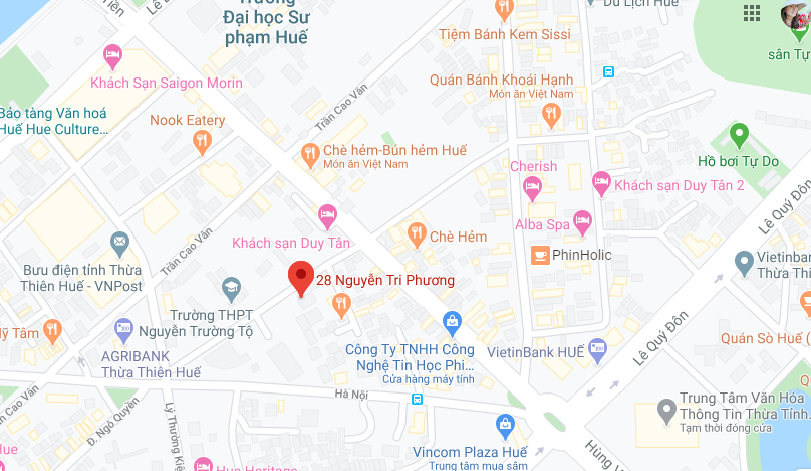 Trường
Đại học Sư
phạm Huế
Du Lịch Huế
Tiệm Bánh Kem Sissi
sân Tự
Khách Sạn Saigon Morin
Quán Bánh Khoái Hạnh
Món ăn Việt Nam
Bảo tàng Văn hoá
Huế Hue Culture...
Nook Eatery
Trần Cao Vân
Chè hẻm-Bún hẻm Huế
Món ăn Việt Nam
Cherish
Hồ bơi Tự Do
Khách sạn Duy Tân 2
Lê Quý Đôn
Khách sạn Duy Tân
Chè Hẻm
Alba Spa
PhinHolic
Trần Cao Vân
Bưu điện tỉnh Thừa
Thiên Huế - VNPost
28 Nguyễn Tri Phương
Vietinbank
Thừa Thiên
Trường THPT
Nguyễn Trường Tộ
Mỹ Tâm
AGRIBANK
Thừa Thiên Huế
Công Ty TNHH Công
Nghệ Tin Học Phi...
Cửa hàng máy tính
VietinBank HUẾ
Lê Quý Đôn
Quán Sò Huế (
Hà Nội
Trần Cao Vân
Đ. Ngô Quyền
Lý Thường Kiệt
Trung Tâm Văn Hóa
Thông Tin Thừa Thiên
Tạm thời đóng cửa
Vincom Plaza Huế
Trung tâm mua sắm
Hue Heritage
Hùng